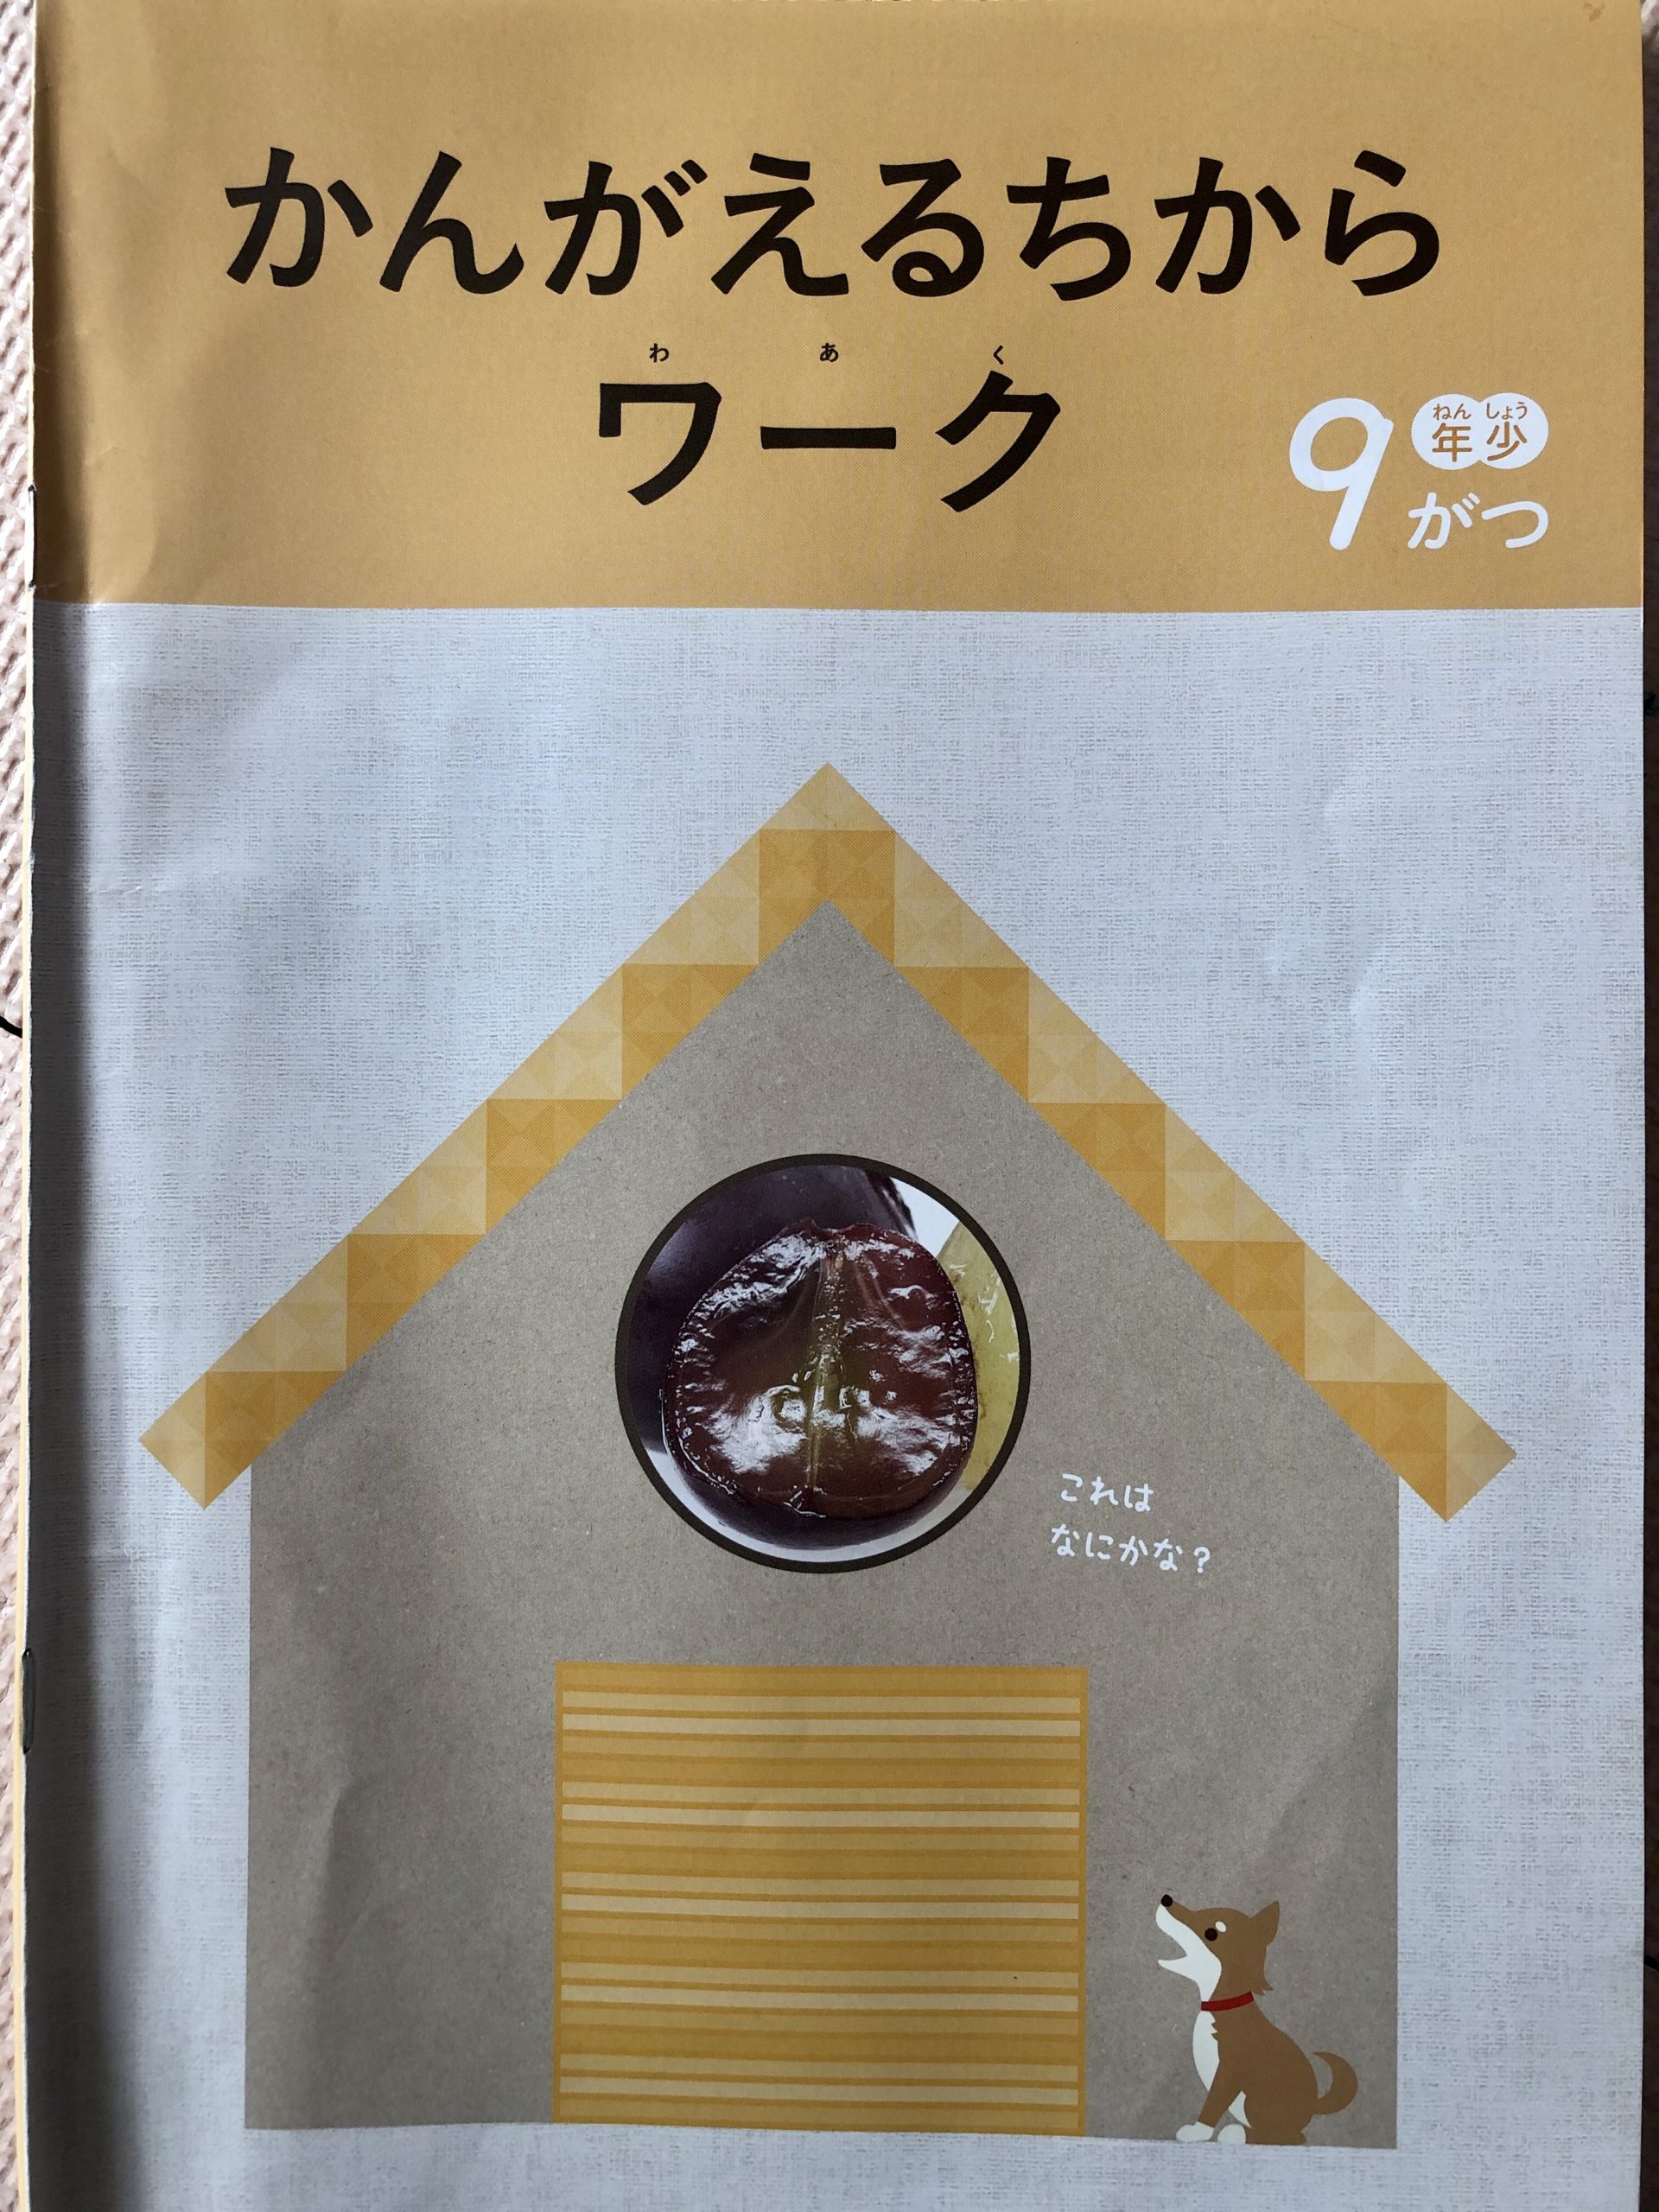 かんがえるちから
わあく
ワーク
ねんしょう
9 年少
がつ
これは
なにかな?